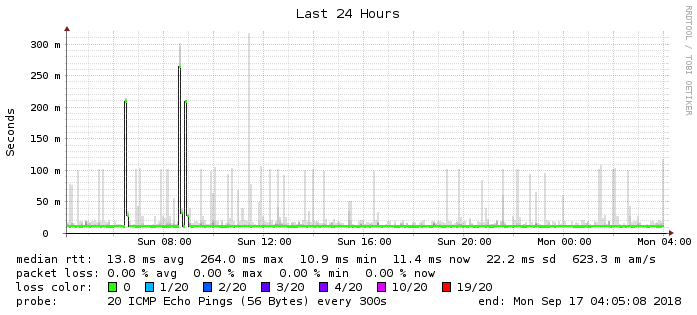 Last 24 Hours
RRDTOOL / TOBI OETIKER
Seconds
300 m
250 m
200 m
150 m
100 m
50 m
0
Sun 08:00 Sun 12:00 Sun 16:00 Sun 20:00 Mon 00:00 Mon 04:00
median rtt: 13.8 ms avg 264.0 ms max 10.9 ms min 11.4 ms now 22.2 ms sd 623.3 m am/s
packet loss: 0.00 % avg 0.00 % max 0.00 % min 0.00 % now
loss color: 0 1/20 2/20 3/20 4/20 10/20 19/20
probe: 20 ICMP Echo Pings (56 Bytes) every 300s end: Mon Sep 17 04:05:08 2018